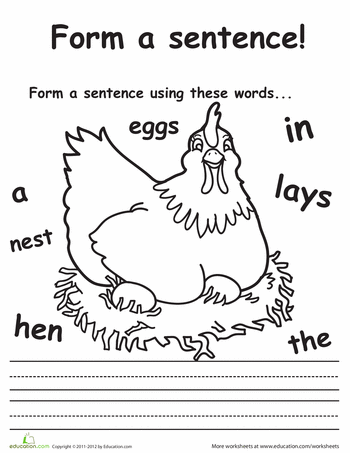 Form a sentence!
Form a sentence using these words...
eggs
in
a
lays
nest
hen
the
education.com Copyright © 2011-2012 by Education.com
More worksheets at www.education.com/worksheets